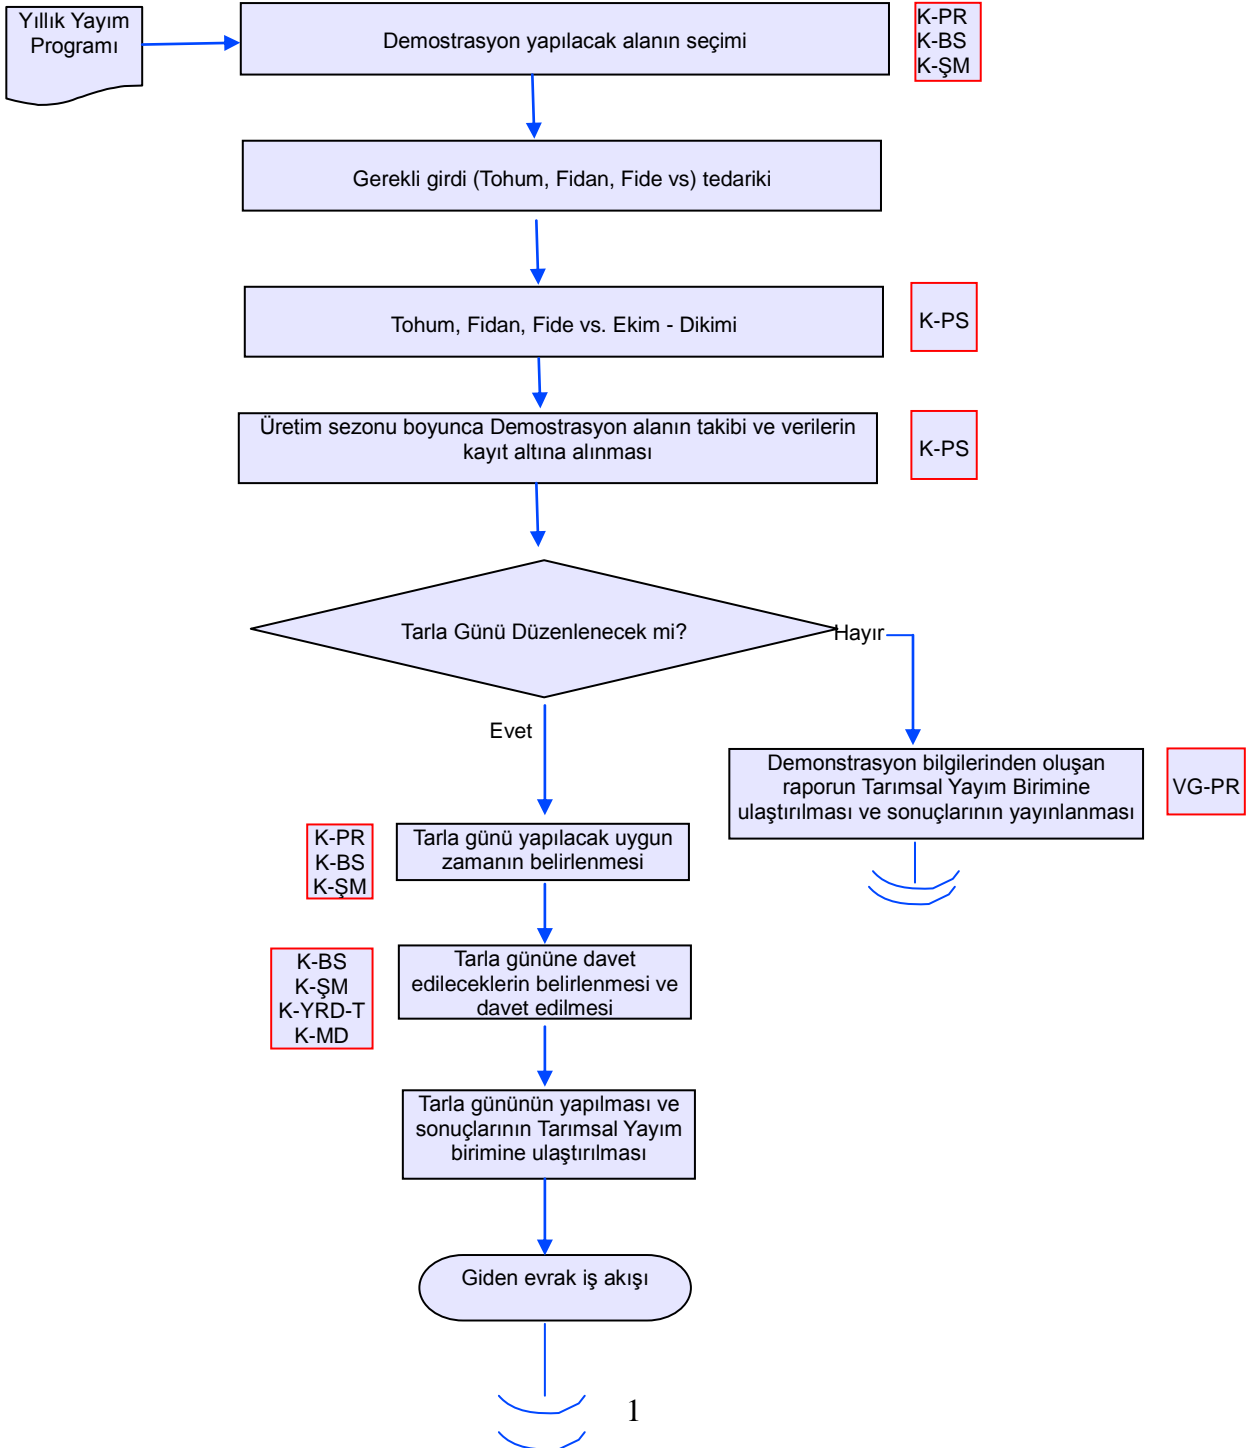 Yıllık Yayım
Programı
Demostrasyon yapılacak alanın seçimi
K-PR
K-BS
K-ŞM
Gerekli girdi (Tohum, Fidan, Fide vs) tedariki
Tohum, Fidan, Fide vs. Ekim - Dikimi
K-PS
Üretim sezonu boyunca Demostrasyon alanın takibi ve verilerin
kayıt altına alınması
K-PS
Tarla Günü Düzenlenecek mi?
Hayır
Evet
Demonstrasyon bilgilerinden oluşan
raporun Tarımsal Yayım Birimine
ulaştırılması ve sonuçlarının yayınlanması
VG-PR
K-PR
K-BS
K-ŞM
Tarla günü yapılacak uygun
zamanın belirlenmesi
K-BS
K-ŞM
K-YRD-T
K-MD
Tarla gününe davet
edileceklerin belirlenmesi ve
davet edilmesi
Tarla gününün yapılması ve
sonuçlarının Tarımsal Yayım
birimine ulaştırılması
Giden evrak iş akışı
1